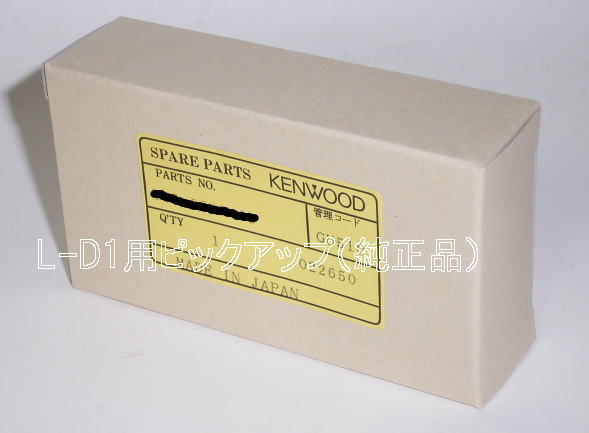 SPARE PARTS KENWOOD
PARTS NO.
管理コード
Q'TY 1
L-D1用ピックアップ(純正品)
MADE IN JAPAN